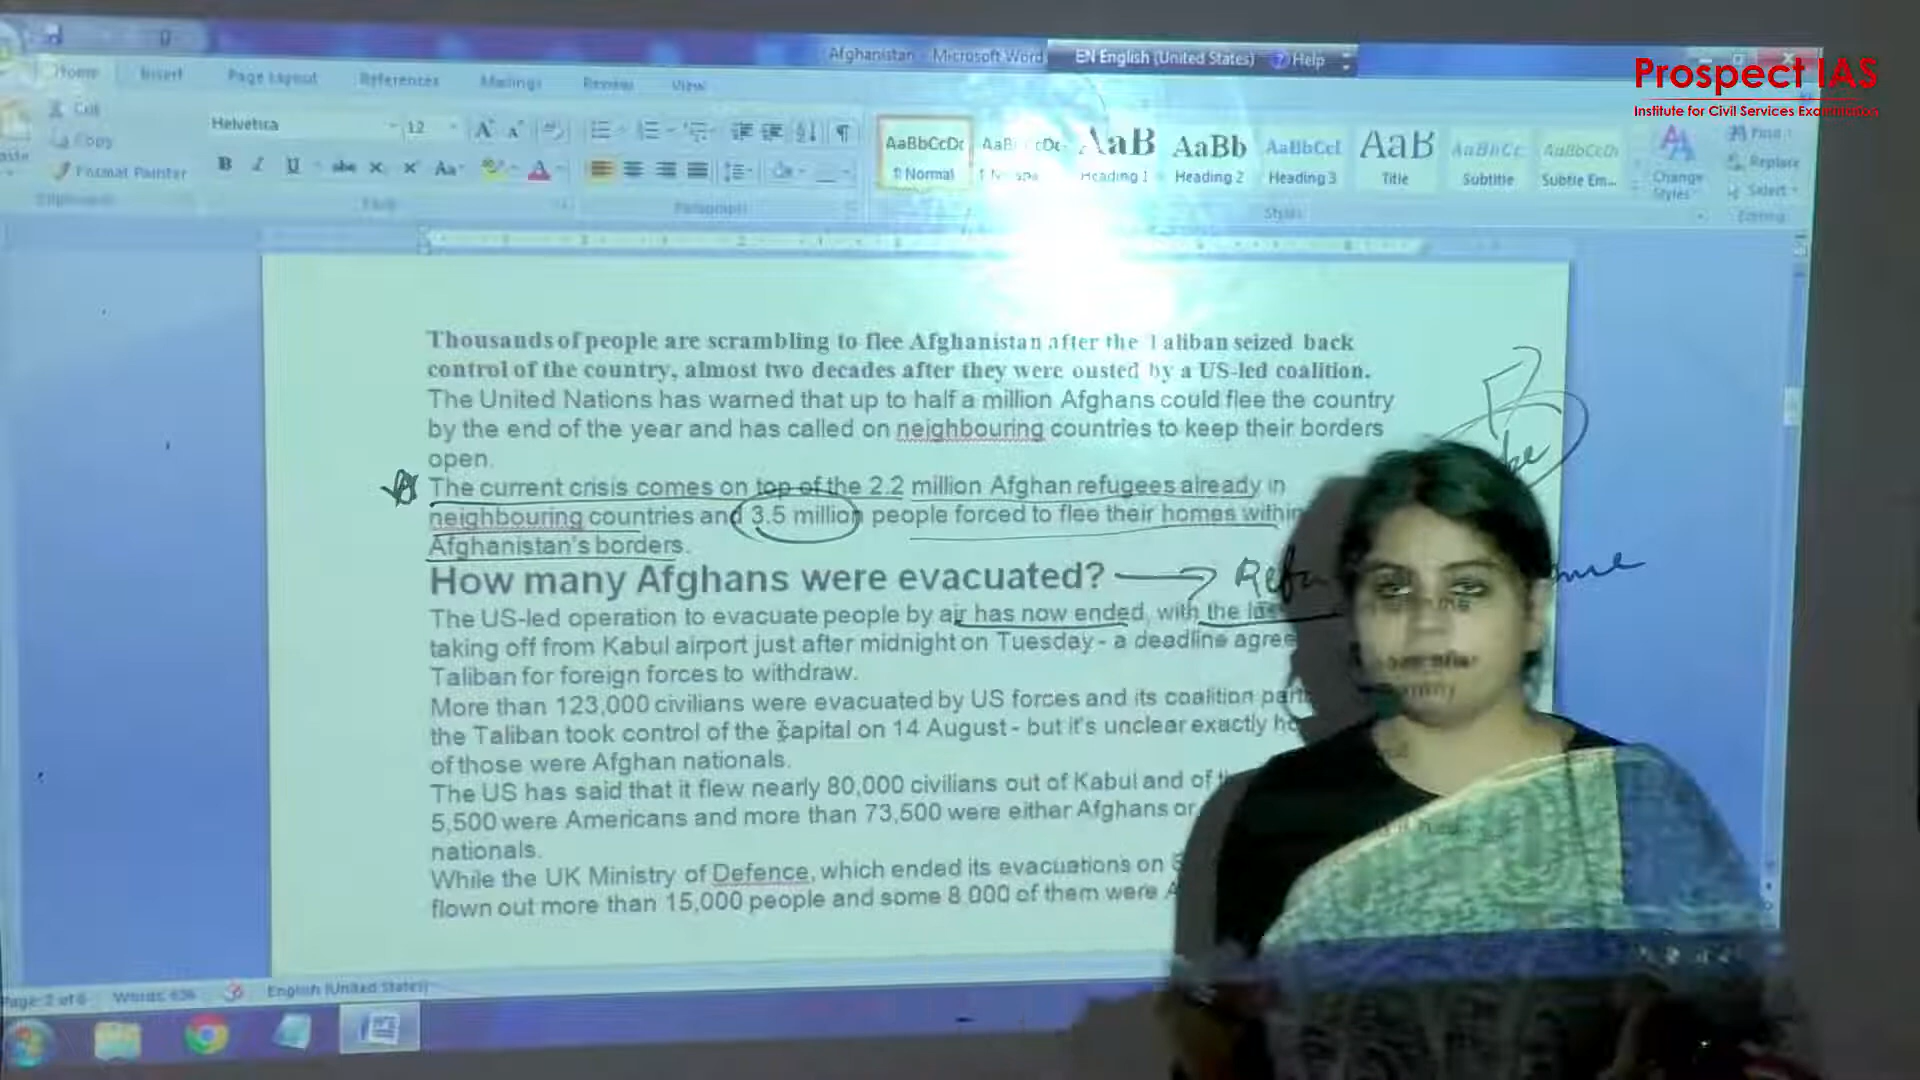 Afghanistan - Microsoft Word
EN English (United States) Help
Prospect IAS
Institute for Civil Services Examination
Home Insert Page Layout References Mailings Review View
Cut
Copy
Format Painter
Helvetica 12
AaBbCcDc AaB AaBb AaBbCcI AaB AaBbCc AaBbCcDi
Normal Heading 1 Heading 2 Heading 3 Title Subtitle Subtle Em...
Change Styles
Replace
Select
Editing
Paragraph
Thousands of people are scrambling to flee Afghanistan after the Taliban seized back
control of the country, almost two decades after they were ousted by a US-led coalition.
The United Nations has warned that up to half a million Afghans could flee the country
by the end of the year and has called on neighbouring countries to keep their borders
open.
The current crisis comes on top of the 2.2 million Afghan refugees already in
neighbouring countries and 3.5 million people forced to flee their homes within
Afghanistan's borders.
How many Afghans were evacuated?
The US-led operation to evacuate people by air has now ended, with the
taking off from Kabul airport just after midnight on Tuesday - a deadline
Taliban for foreign forces to withdraw.
More than 123,000 civilians were evacuated by US forces and its coalition
the Taliban took control of the capital on 14 August - but it's unclear exactly
of those were Afghan nationals.
The US has said that it flew nearly 80,000 civilians out of Kabul and of
5,500 were Americans and more than 73,500 were either Afghans or
nationals.
While the UK Ministry of Defence, which ended its evacuations on
flown out more than 15,000 people and some 8,000 of them were
Page: 2 of 6 Words: 636 English (United States)